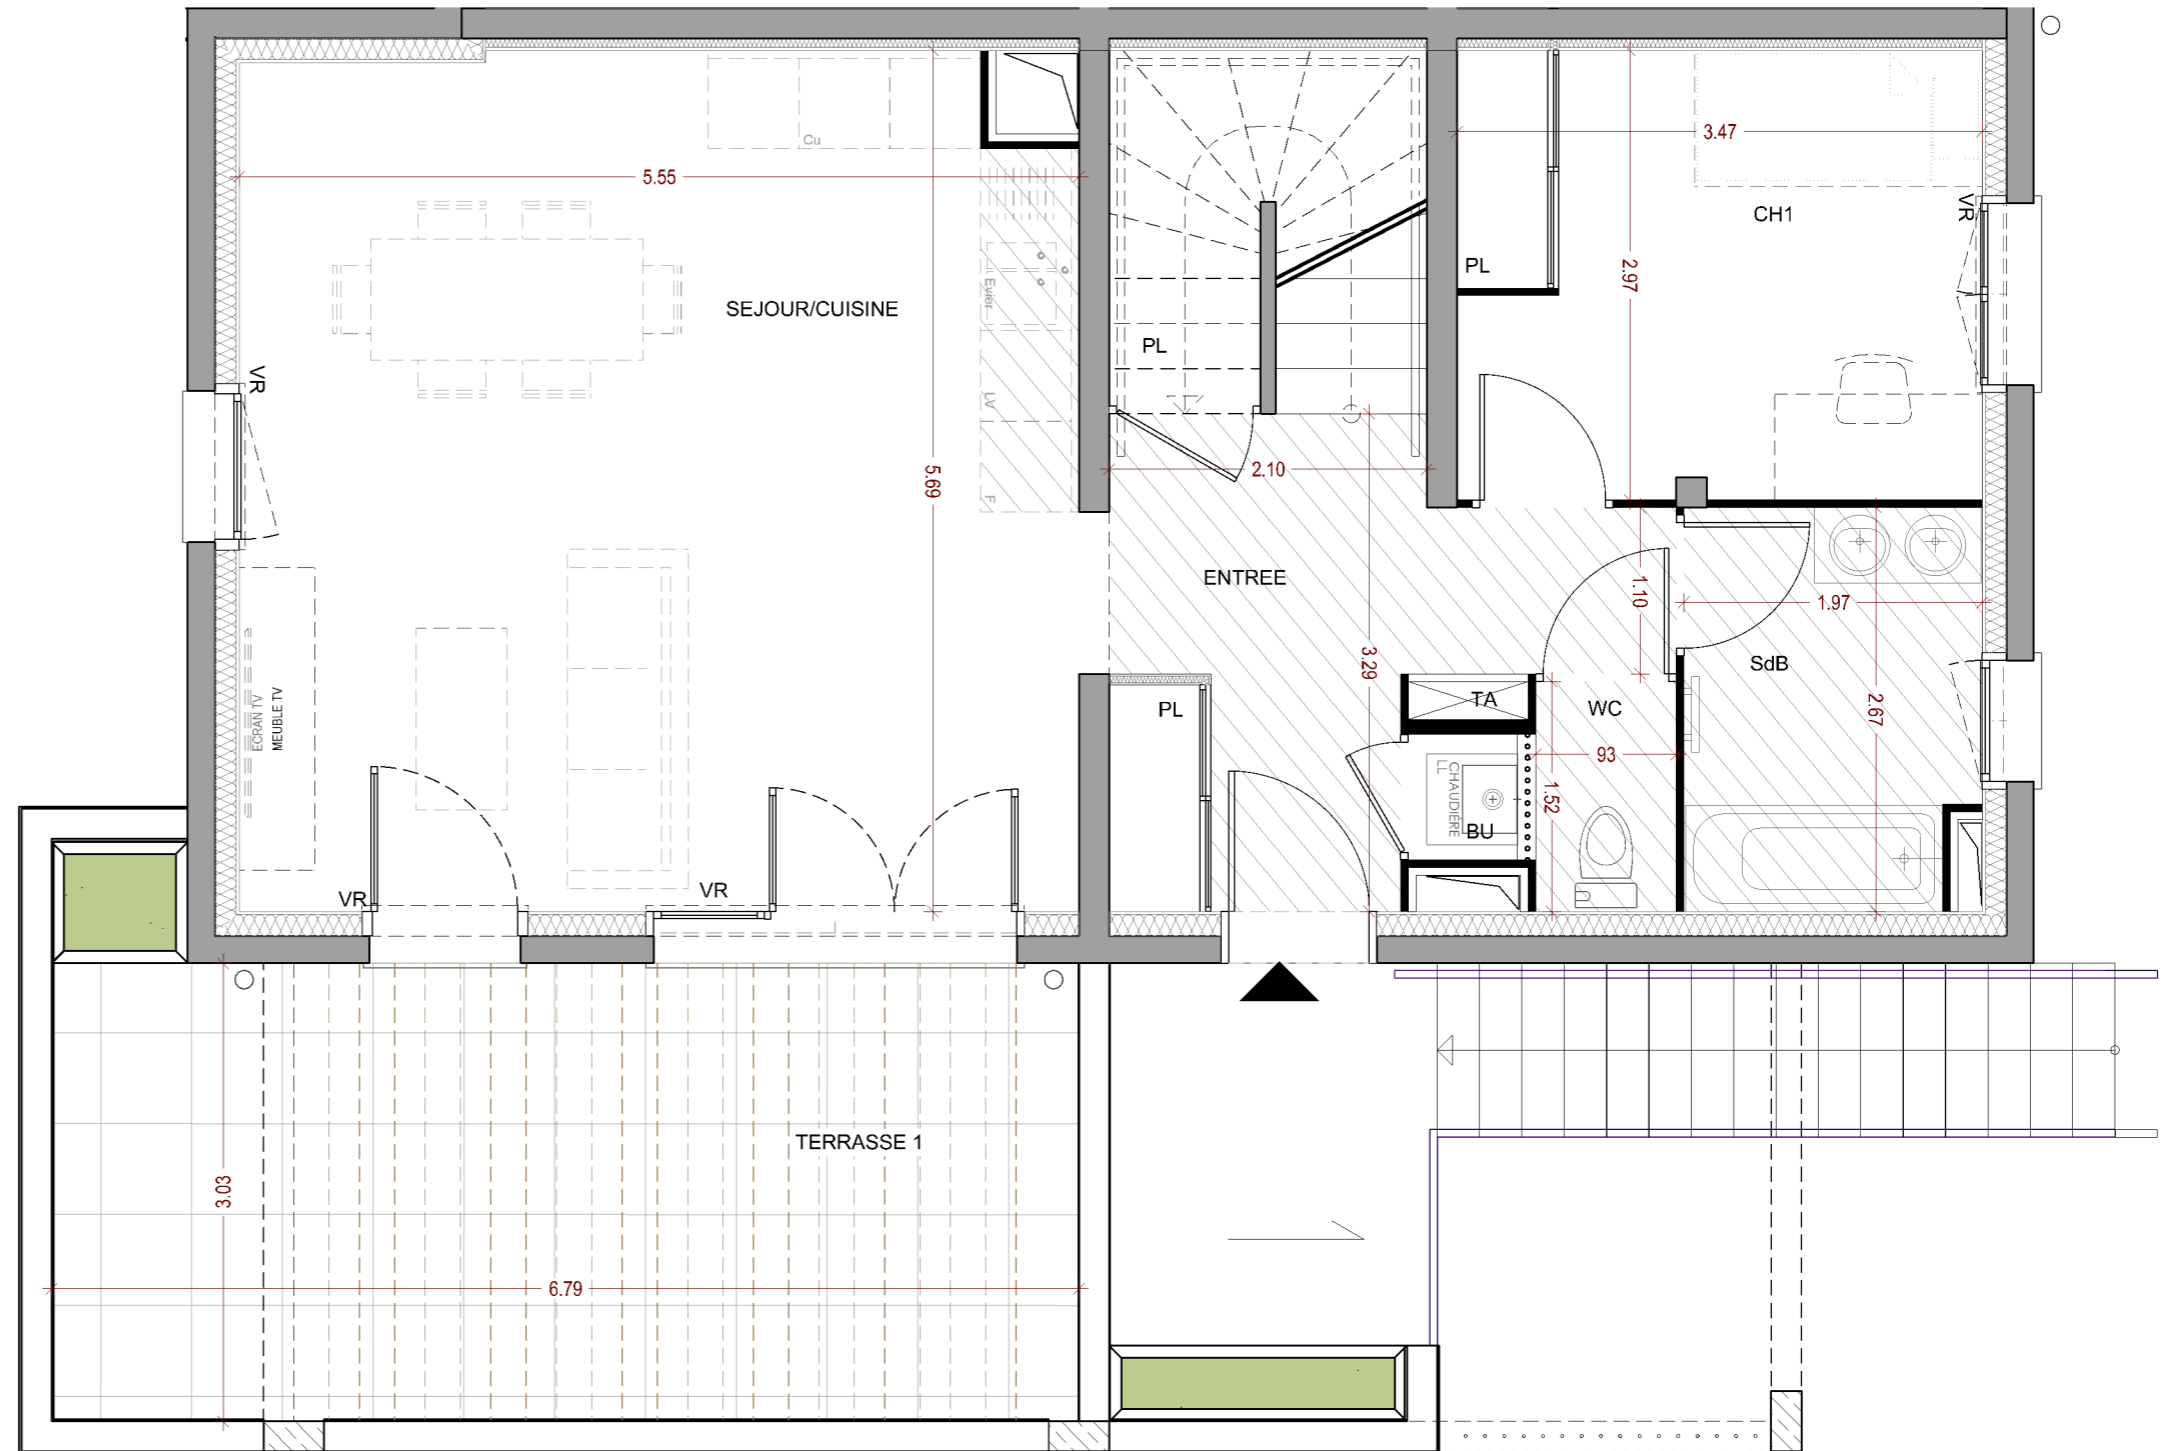 Cu
3.47
5.55
CH1
VR
PL
2.97
Evier
SEJOUR/CUISINE
PL
VR
LV
5.69
F
2.10
ENTREE
1.10
1.97
SdB
3.29
ECRAN TV
MEUBLE TV
PL
TA
WC
2.67
93
CHAUDIERE
LL
1.52
BU
VR
VR
TERRASSE 1
3.03
6.79